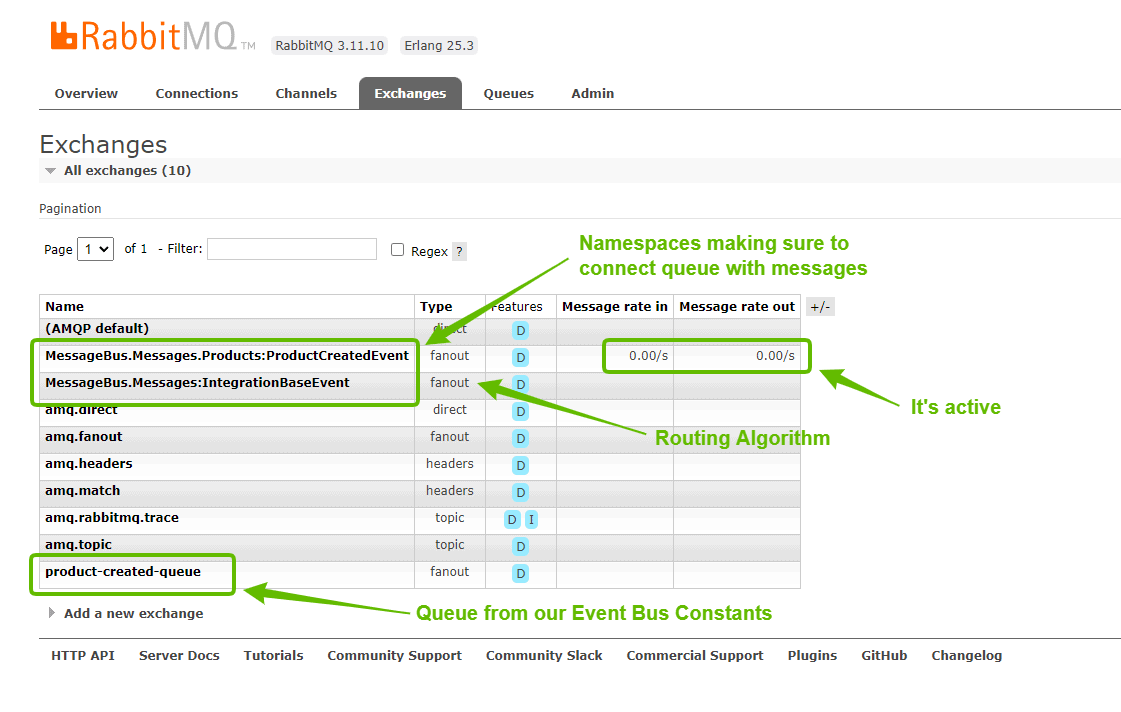 RabbitMQ TM RabbitMQ 3.11.10 Erlang 25.3
Overview Connections Channels Exchanges Queues Admin
Exchanges
All exchanges (10)
Pagination
Page 1 of 1 - Filter: Regex ?
Namespaces making sure to
connect queue with messages
Name Type Features Message rate in Message rate out +/-
(AMQP default) direct D
MessageBus.Messages.Products:ProductCreatedEvent fanout D 0.00/s 0.00/s
MessageBus.Messages:IntegrationBaseEvent fanout D
It's active
amq.direct direct D
Routing Algorithm
amq.fanout fanout D
amq.headers headers D
amq.match headers D
amq.rabbitmq.trace topic D I
amq.topic topic D
product-created-queue fanout D
Queue from our Event Bus Constants
Add a new exchange
HTTP API Server Docs Tutorials Community Support Community Slack Commercial Support Plugins GitHub Changelog